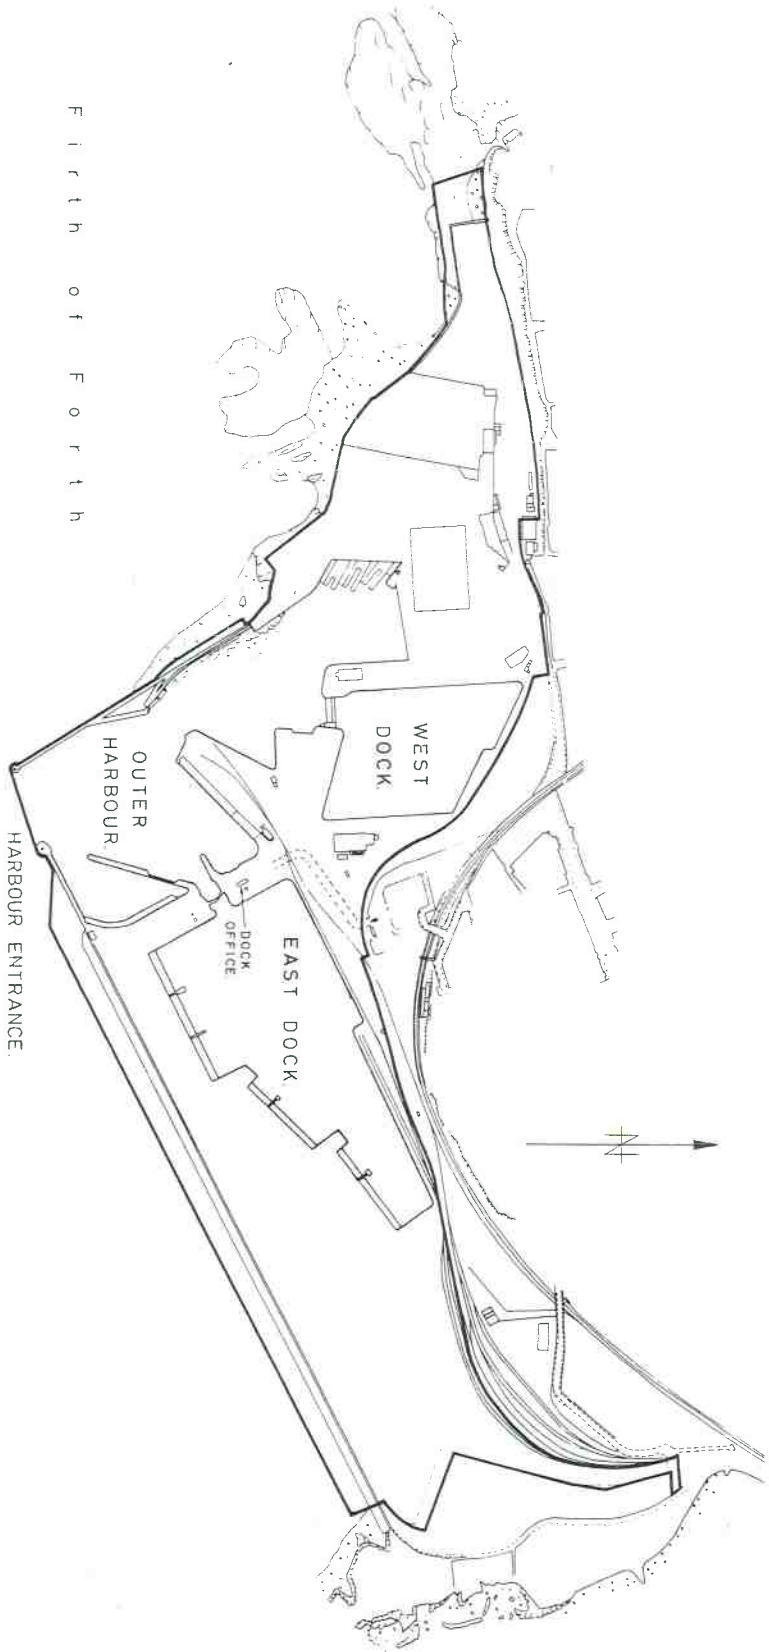 Firth of Forth
WEST
DOCK.
OUTER
HARBOUR.
EAST DOCK
DOCK
OFFICE
HARBOUR ENTRANCE.
N